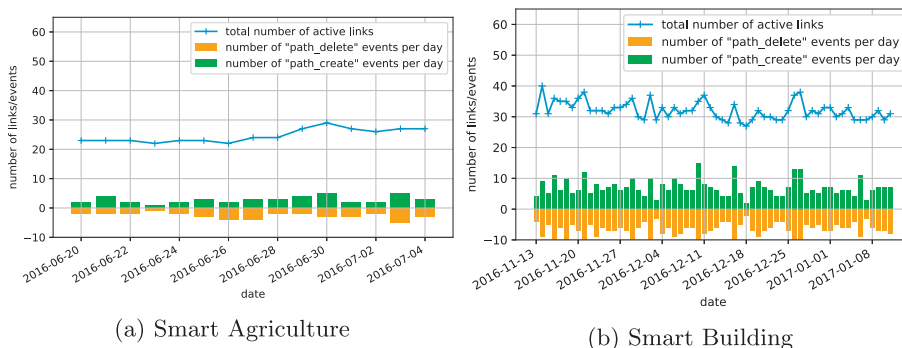 60
50
40
30
20
10
0
−10
number of links/events
total number of active links
number of "path_delete" events per day
number of "path_create" events per day
2016-06-20
2016-06-22
2016-06-24
2016-06-26
2016-06-28
2016-06-30
2016-07-02
2016-07-04
date
(a) Smart Agriculture
60
50
40
30
20
10
0
−10
number of links/events
total number of active links
number of "path_delete" events per day
number of "path_create" events per day
2016-11-13
2016-11-20
2016-11-27
2016-12-04
2016-12-11
2016-12-18
2016-12-25
2017-01-01
2017-01-08
date
(b) Smart Building